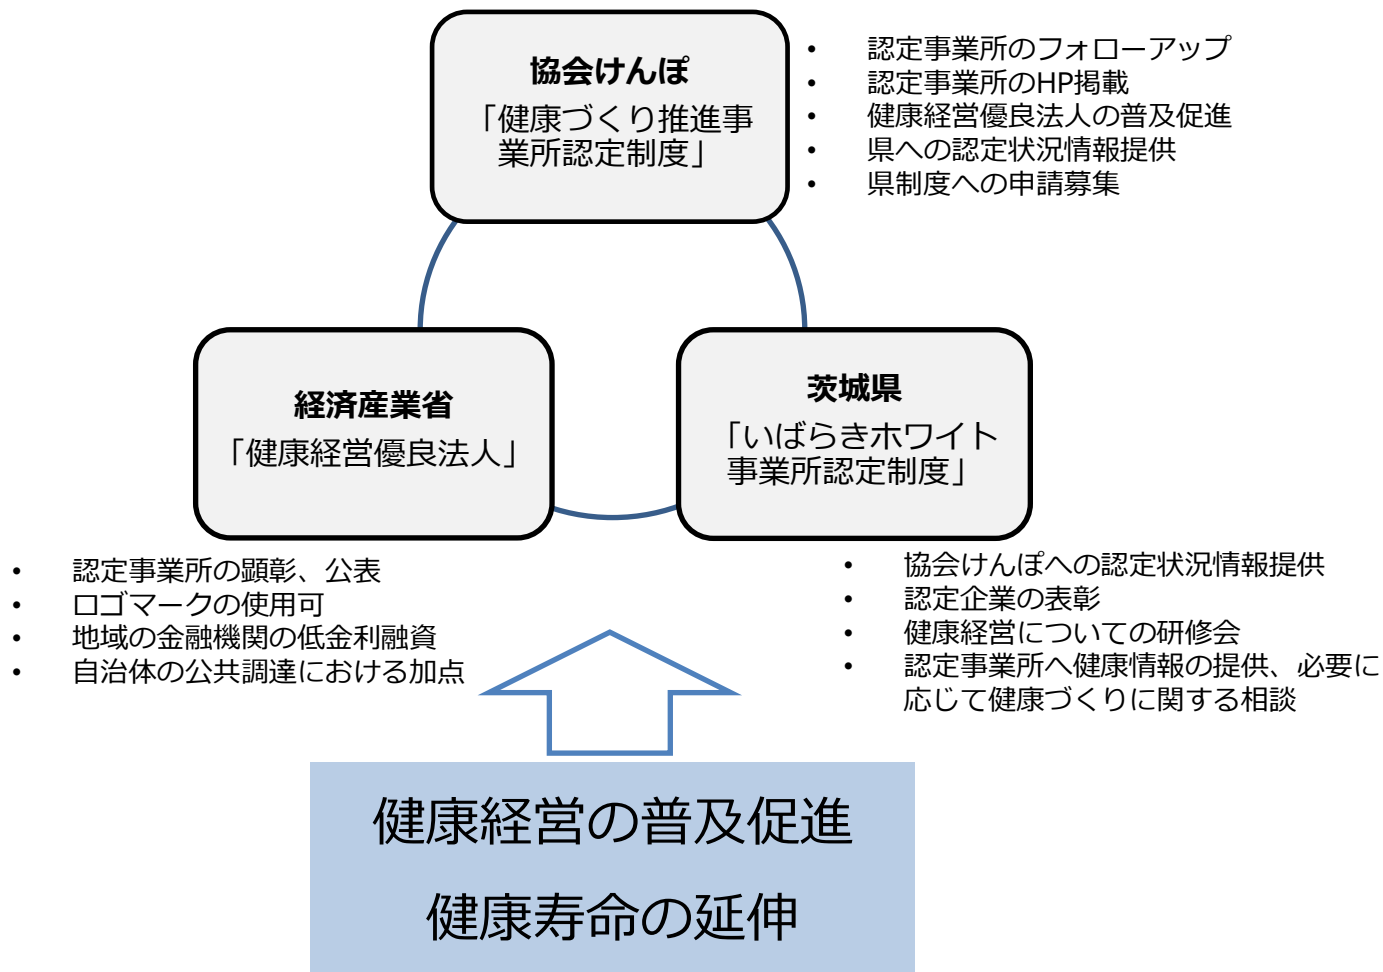 協会けんぽ
「健康づくり推進事
業所認定制度」
• 認定事業所のフォローアップ
• 認定事業所のHP掲載
• 健康経営優良法人の普及促進
• 県への認定状況情報提供
• 県制度への申請募集
経済産業省
「健康経営優良法人」
茨城県
「いばらきホワイト
事業所認定制度」
• 認定事業所の顕彰、公表
• ロゴマークの使用可
• 地域の金融機関の低金利融資
• 自治体の公共調達における加点
• 協会けんぽへの認定状況情報提供
• 認定企業の表彰
• 健康経営についての研修会
• 認定事業所へ健康情報の提供、必要に
応じて健康づくりに関する相談
健康経営の普及促進
健康寿命の延伸